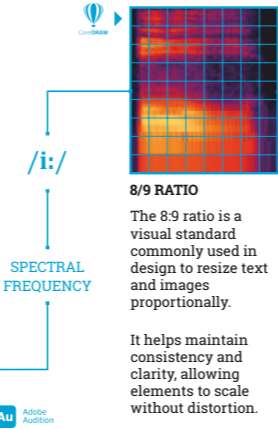 CorelDRAW
/i:/
SPECTRAL
FREQUENCY
Au
Adobe
Audition
8/9 RATIO
The 8:9 ratio is a
visual standard
commonly used in
design to resize text
and images
proportionally.
It helps maintain
consistency and
clarity, allowing
elements to scale
without distortion.